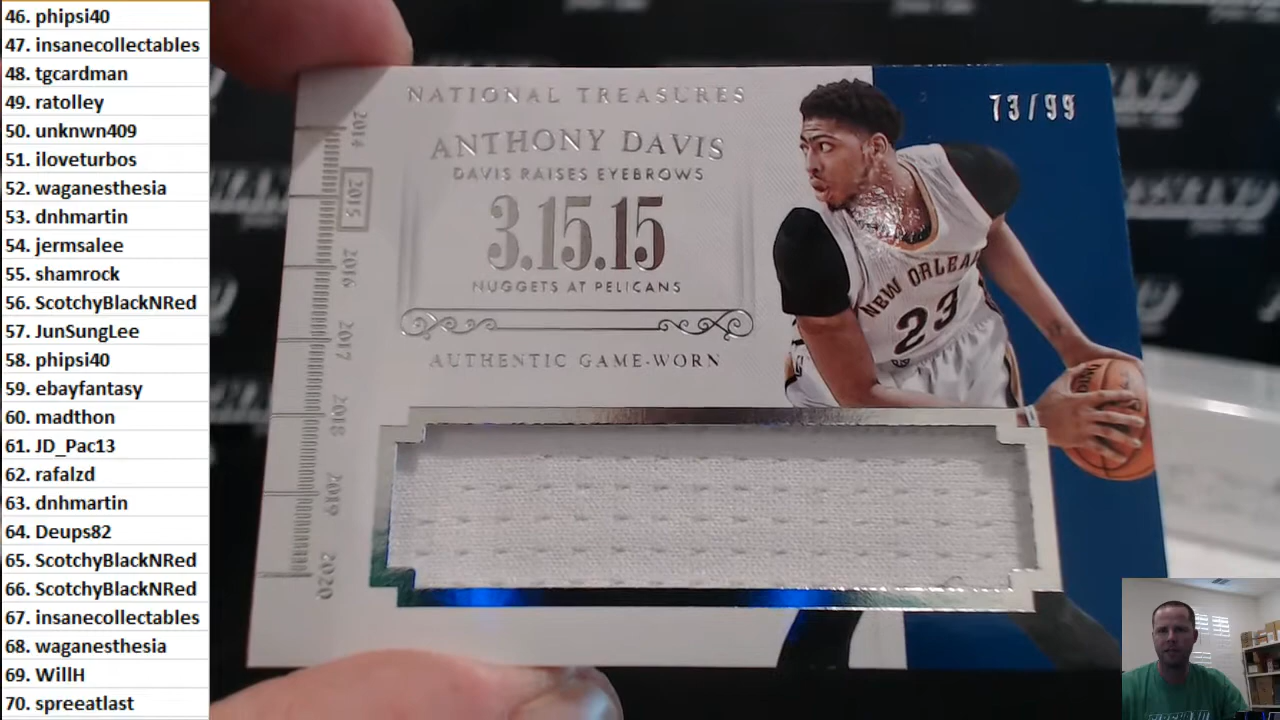 46. phipsi40
47. insanecollectables
48. tgcardman
49. ratolley
50. unknwn409
51. iloveturbos
52. waganesthesia
53. dnhmartin
54. jermsalee
55. shamrock
56. ScotchyBlackNRed
57. JunSungLee
58. phipsi40
59. ebayfantasy
60. madthon
61. JD_Pac13
62. rafalzd
63. dnhmartin
64. Deups82
65. ScotchyBlackNRed
66. ScotchyBlackNRed
67. insanecollectables
68. waganesthesia
69. WillH
70. spreeatlast
NATIONAL TREASURES
73/99
ANTHONY DAVIS
DAVIS RAISES EYEBROWS
3.15.15
NUGGETS AT PELICANS
AUTHENTIC GAME-WORN
2014
2015
2016
2017
2018
2019
2020
NEW ORLEAN
23